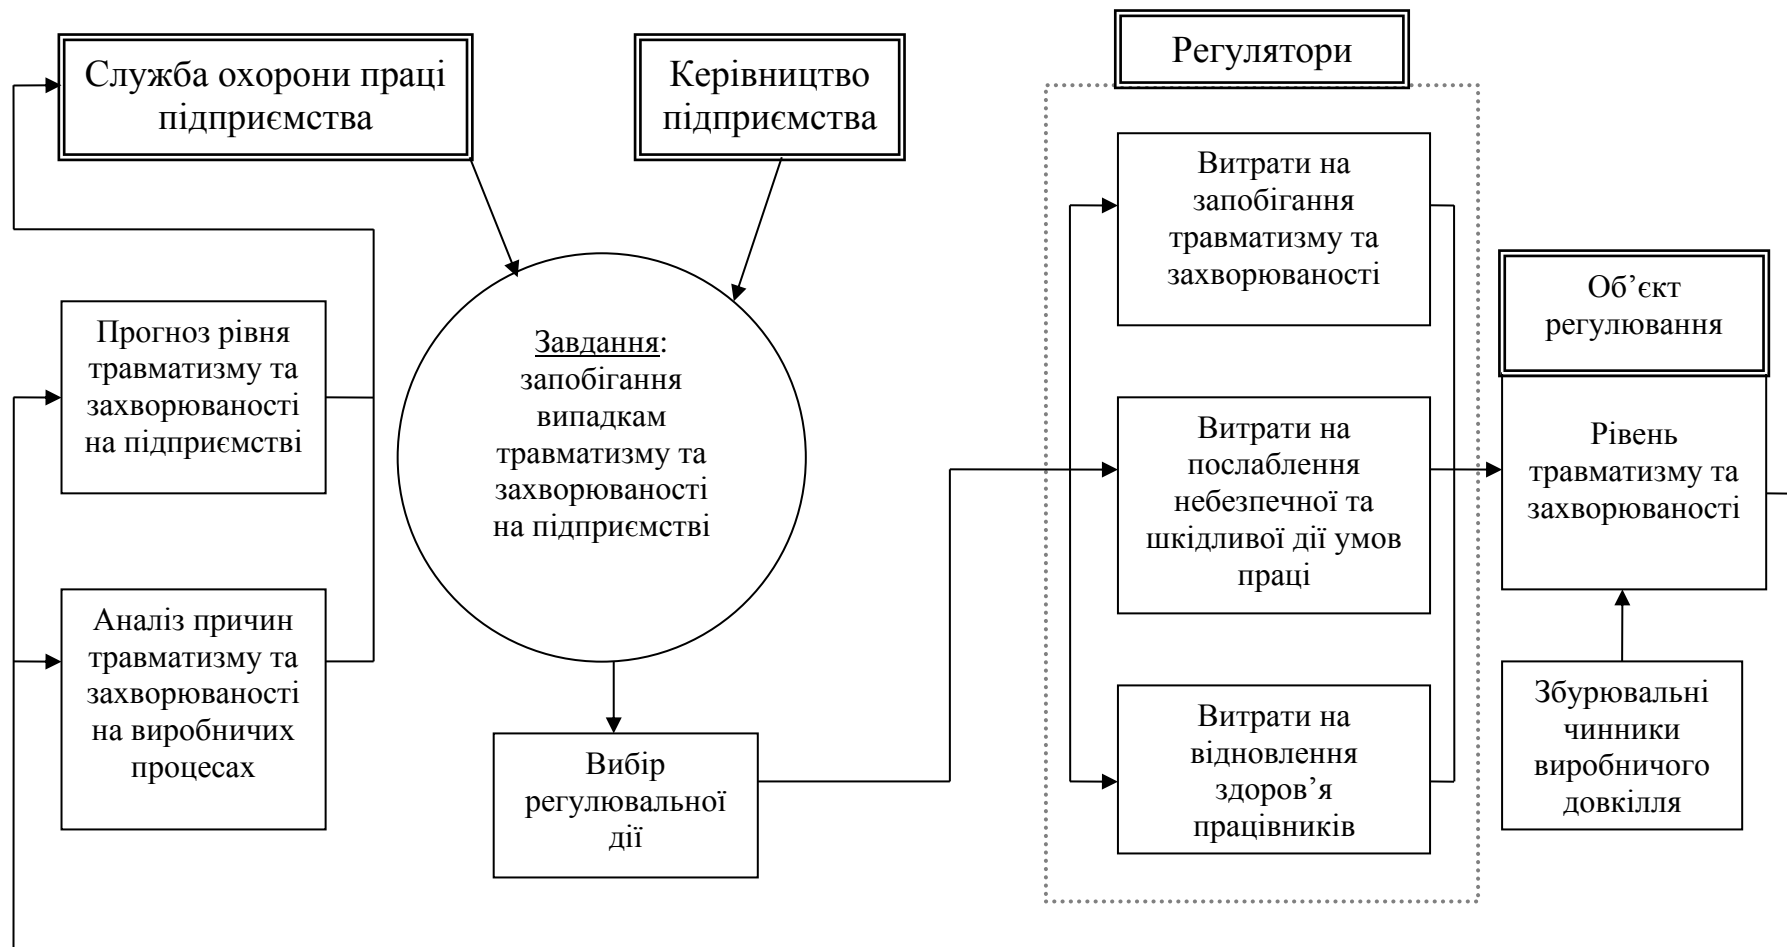 Служба охорони праці
підприємства
Керівництво
підприємства
Регулятори
Витрати на
запобігання
травматизму та
захворюваності
Об’єкт
регулювання
Прогноз рівня
травматизму та
захворюваності
на підприємстві
Завдання:
запобігання
випадкам
травматизму та
захворюваності
на підприємстві
Витрати на
послаблення
небезпечної та
шкідливої дії умов
праці
Рівень
травматизму та
захворюваності
Аналіз причин
травматизму та
захворюваності
на виробничих
процесах
Вибір
регулювальної
дії
Витрати на
відновлення
здоров’я
працівників
Збурювальні
чинники
виробничого
довкілля